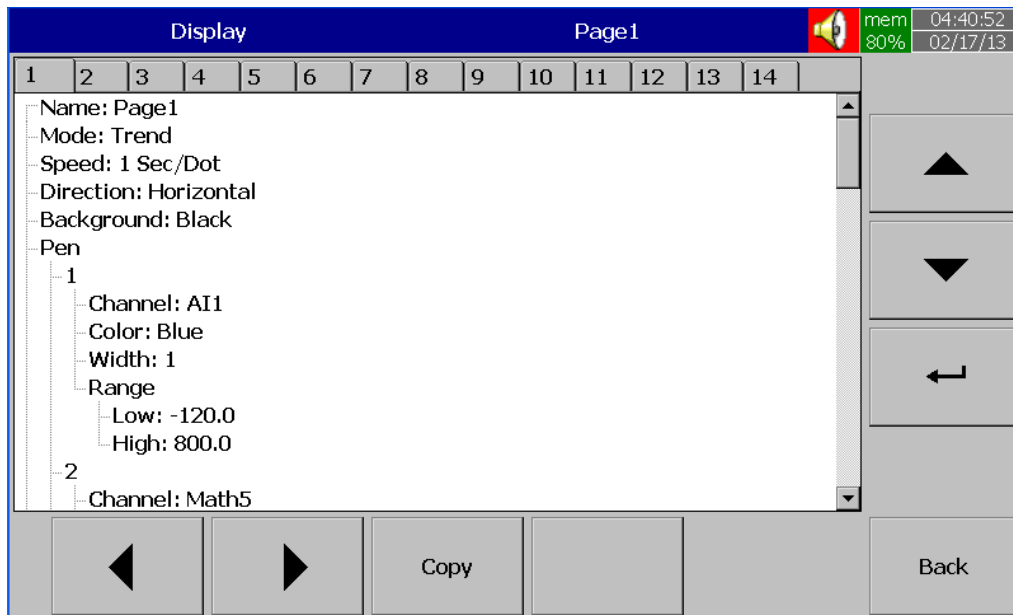 Display Page1 mem 04:40:52
80% 02/17/13
1 2 3 4 5 6 7 8 9 10 11 12 13 14
Name: Page1
Mode: Trend
Speed: 1 Sec/Dot
Direction: Horizontal
Background: Black
Pen
1
Channel: AI1
Color: Blue
Width: 1
Range
Low: -120.0
High: 800.0
2
Channel: Math5
Copy Back